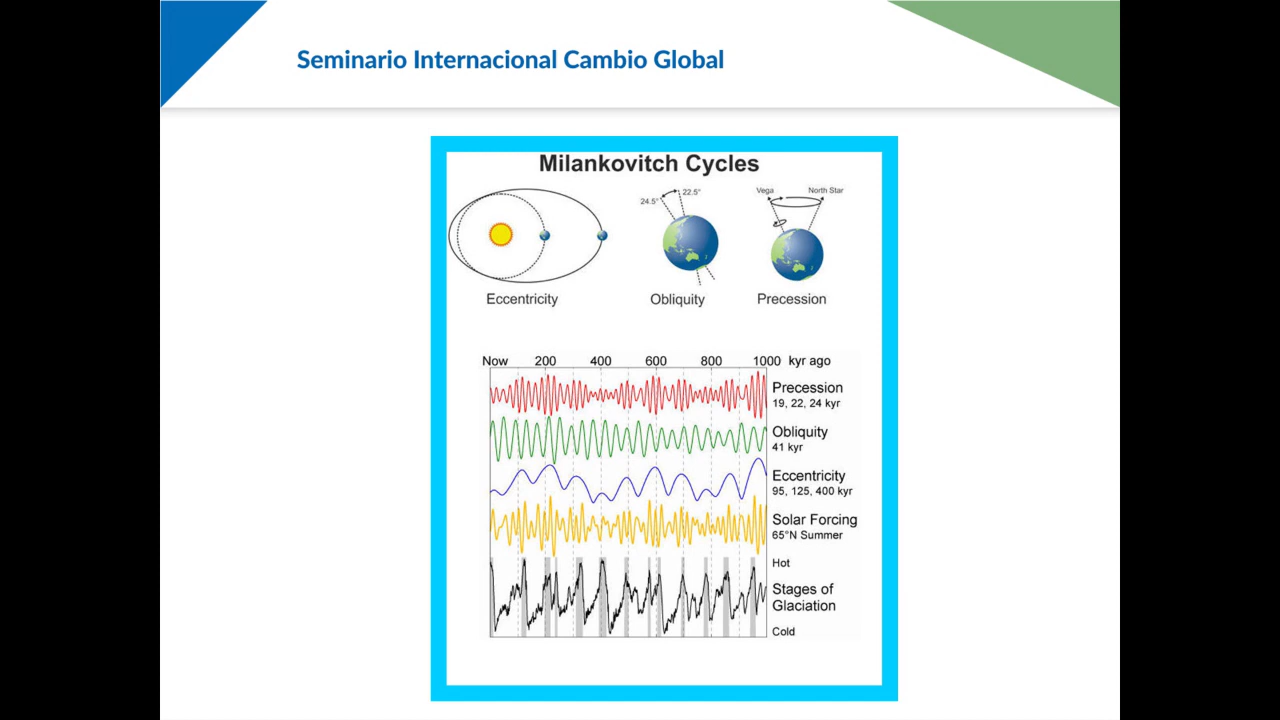 Seminario Internacional Cambio Global
Milankovitch Cycles
24.5°
22.5°
Vega
North Star
Eccentricity
Obliquity
Precession
Now 200 400 600 800 1000 kyr ago
Precession
19, 22, 24 kyr
Obliquity
41 kyr
Eccentricity
95, 125, 400 kyr
Solar Forcing
65°N Summer
Hot
Stages of
Glaciation
Cold